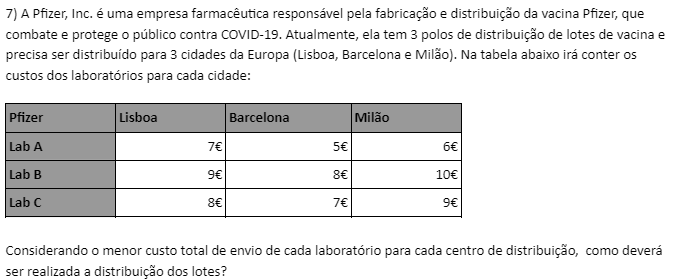 7) A Pfizer, Inc. é uma empresa farmacêutica responsável pela fabricação e distribuição da vacina Pfizer, que
combate e protege o público contra COVID-19. Atualmente, ela tem 3 polos de distribuição de lotes de vacina e
precisa ser distribuído para 3 cidades da Europa (Lisboa, Barcelona e Milão). Na tabela abaixo irá conter os
custos dos laboratórios para cada cidade:
Pfizer Lisboa Barcelona Milão
Lab A 7€ 5€ 6€
Lab B 9€ 8€ 10€
Lab C 8€ 7€ 9€
Considerando o menor custo total de envio de cada laboratório para cada centro de distribuição, como deverá
ser realizada a distribuição dos lotes?